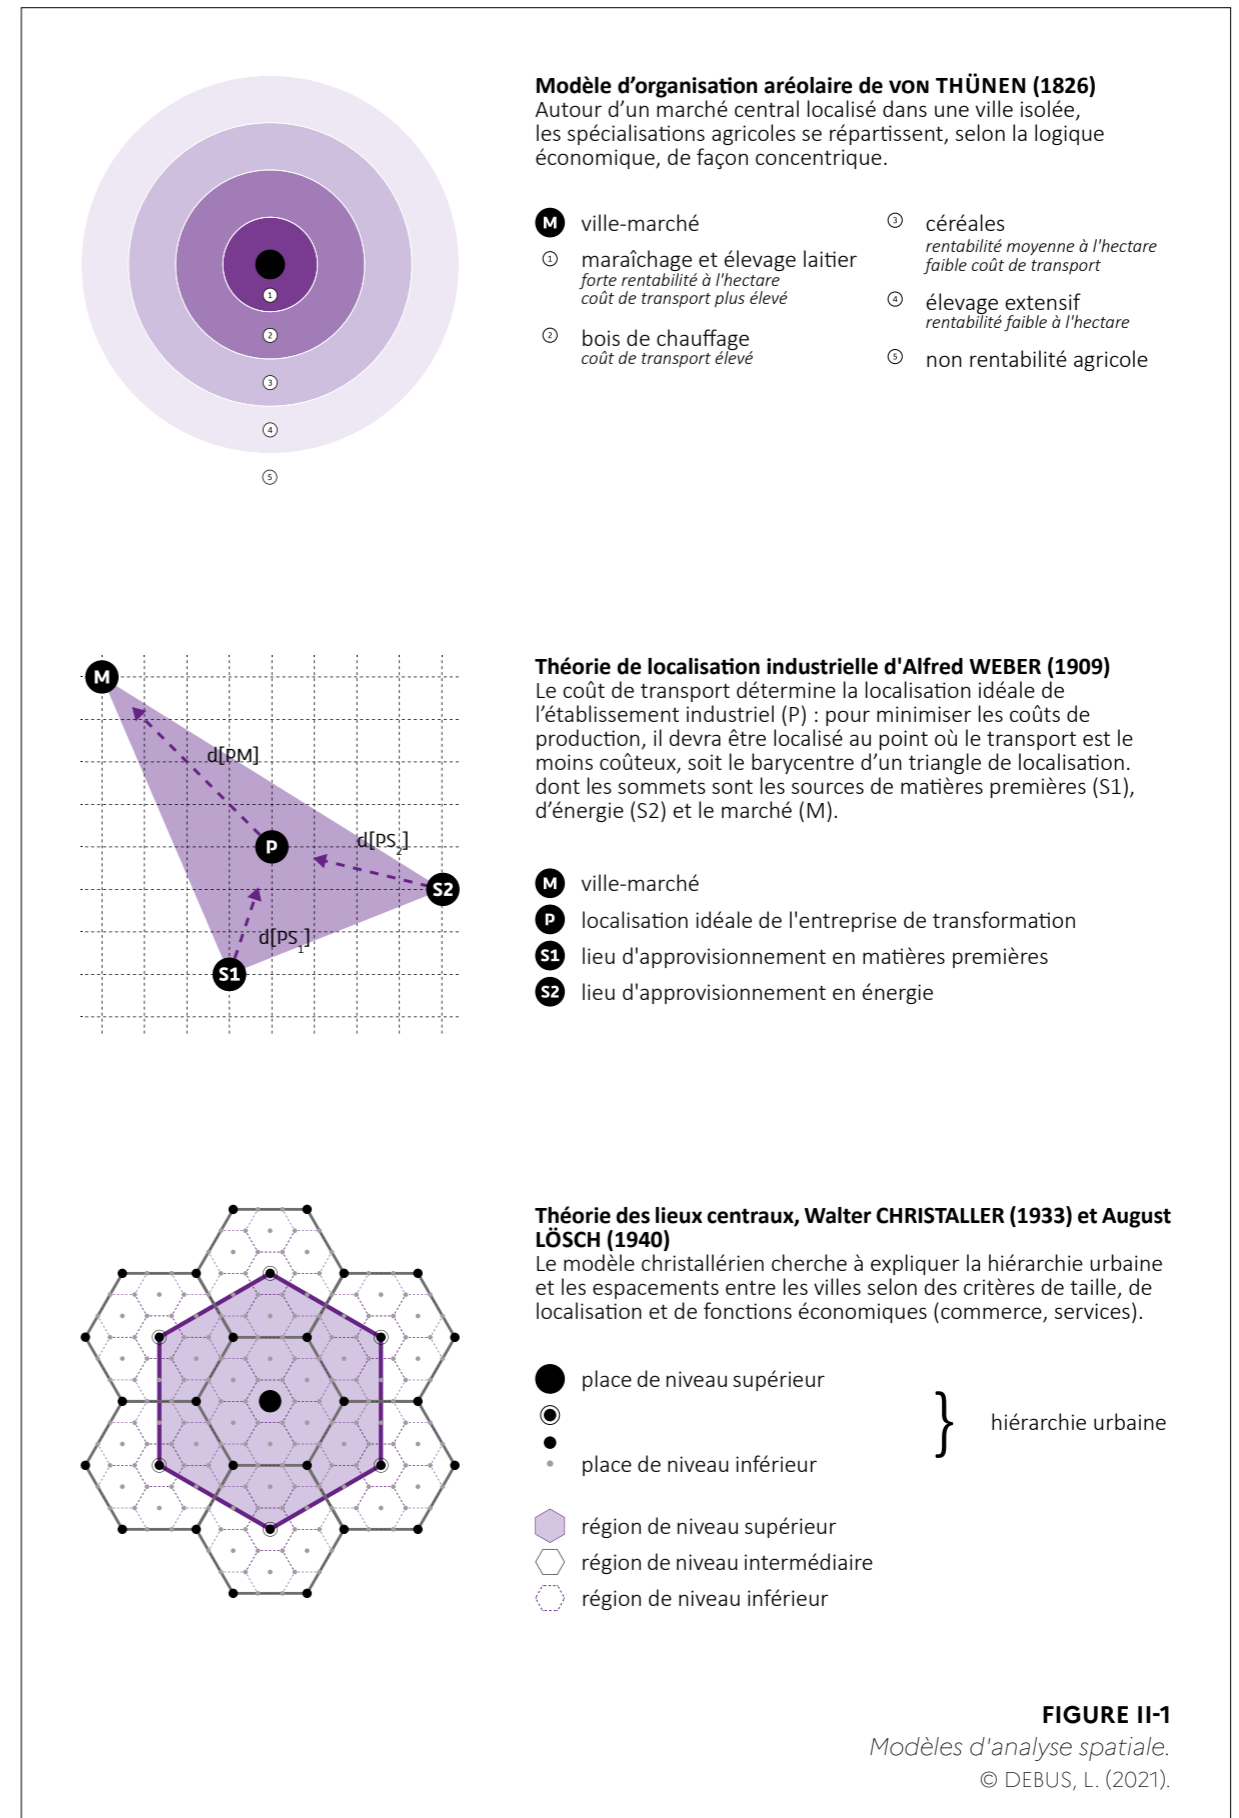 Modèle d'organisation aréolaire de VON THÜNEN (1826)
Autour d'un marché central localisé dans une ville isolée,
les spécialisations agricoles se répartissent, selon la logique
économique, de façon concentrique.
M ville-marché
① maraîchage et élevage laitier
forte rentabilité à l'hectare
coût de transport plus élevé
② bois de chauffage
coût de transport élevé
③ céréales
rentabilité moyenne à l'hectare
faible coût de transport
④ élevage extensif
rentabilité faible à l'hectare
⑤ non rentabilité agricole
①
②
③
④
⑤
Théorie de localisation industrielle d'Alfred WEBER (1909)
Le coût de transport détermine la localisation idéale de
l'établissement industriel (P) : pour minimiser les coûts de
production, il devra être localisé au point où le transport est le
moins coûteux, soit le barycentre d'un triangle de localisation.
dont les sommets sont les sources de matières premières (S1),
d'énergie (S2) et le marché (M).
M
d[PM]
P
d[PS₂]
S2
d[PS₁]
S1
M ville-marché
P localisation idéale de l'entreprise de transformation
S1 lieu d'approvisionnement en matières premières
S2 lieu d'approvisionnement en énergie
Théorie des lieux centraux, Walter CHRISTALLER (1933) et August
LÖSCH (1940)
Le modèle christallérien cherche à expliquer la hiérarchie urbaine
et les espacements entre les villes selon des critères de taille, de
localisation et de fonctions économiques (commerce, services).
place de niveau supérieur
} hiérarchie urbaine
place de niveau inférieur
région de niveau supérieur
région de niveau intermédiaire
région de niveau inférieur
FIGURE II-1
Modèles d'analyse spatiale.
© DEBUS, L. (2021).